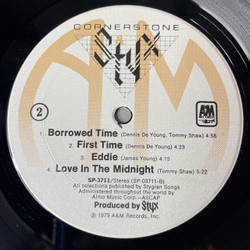 CORNERSTONE
Styx
A&M
2
A&M RECORDS
1. Borrowed Time (Dennis De Young, Tommy Shaw) 4:58
2. First Time (Dennis De Young) 4:23
3. Eddie (James Young) 4:15
4. Love In The Midnight (Tommy Shaw) 5:22
SP-3711/Stereo (SP-03711-B)
All selections published by Stygian Songs
Administered throughout the world by
Almo Music Corp.--ASCAP
Produced by Styx
℗ 1979 A&M Records, Inc.